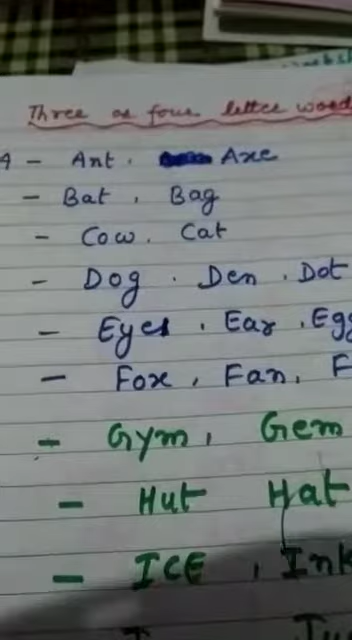 Three or four letter word
A - Ant, Axe
- Bat, Bag
- Cow, Cat
- Dog, Den, Dot
- Eyes, Ear, Egg
- Fox, Fan, F
- Gym, Gem
- Hut Hat
- ICE, Ink